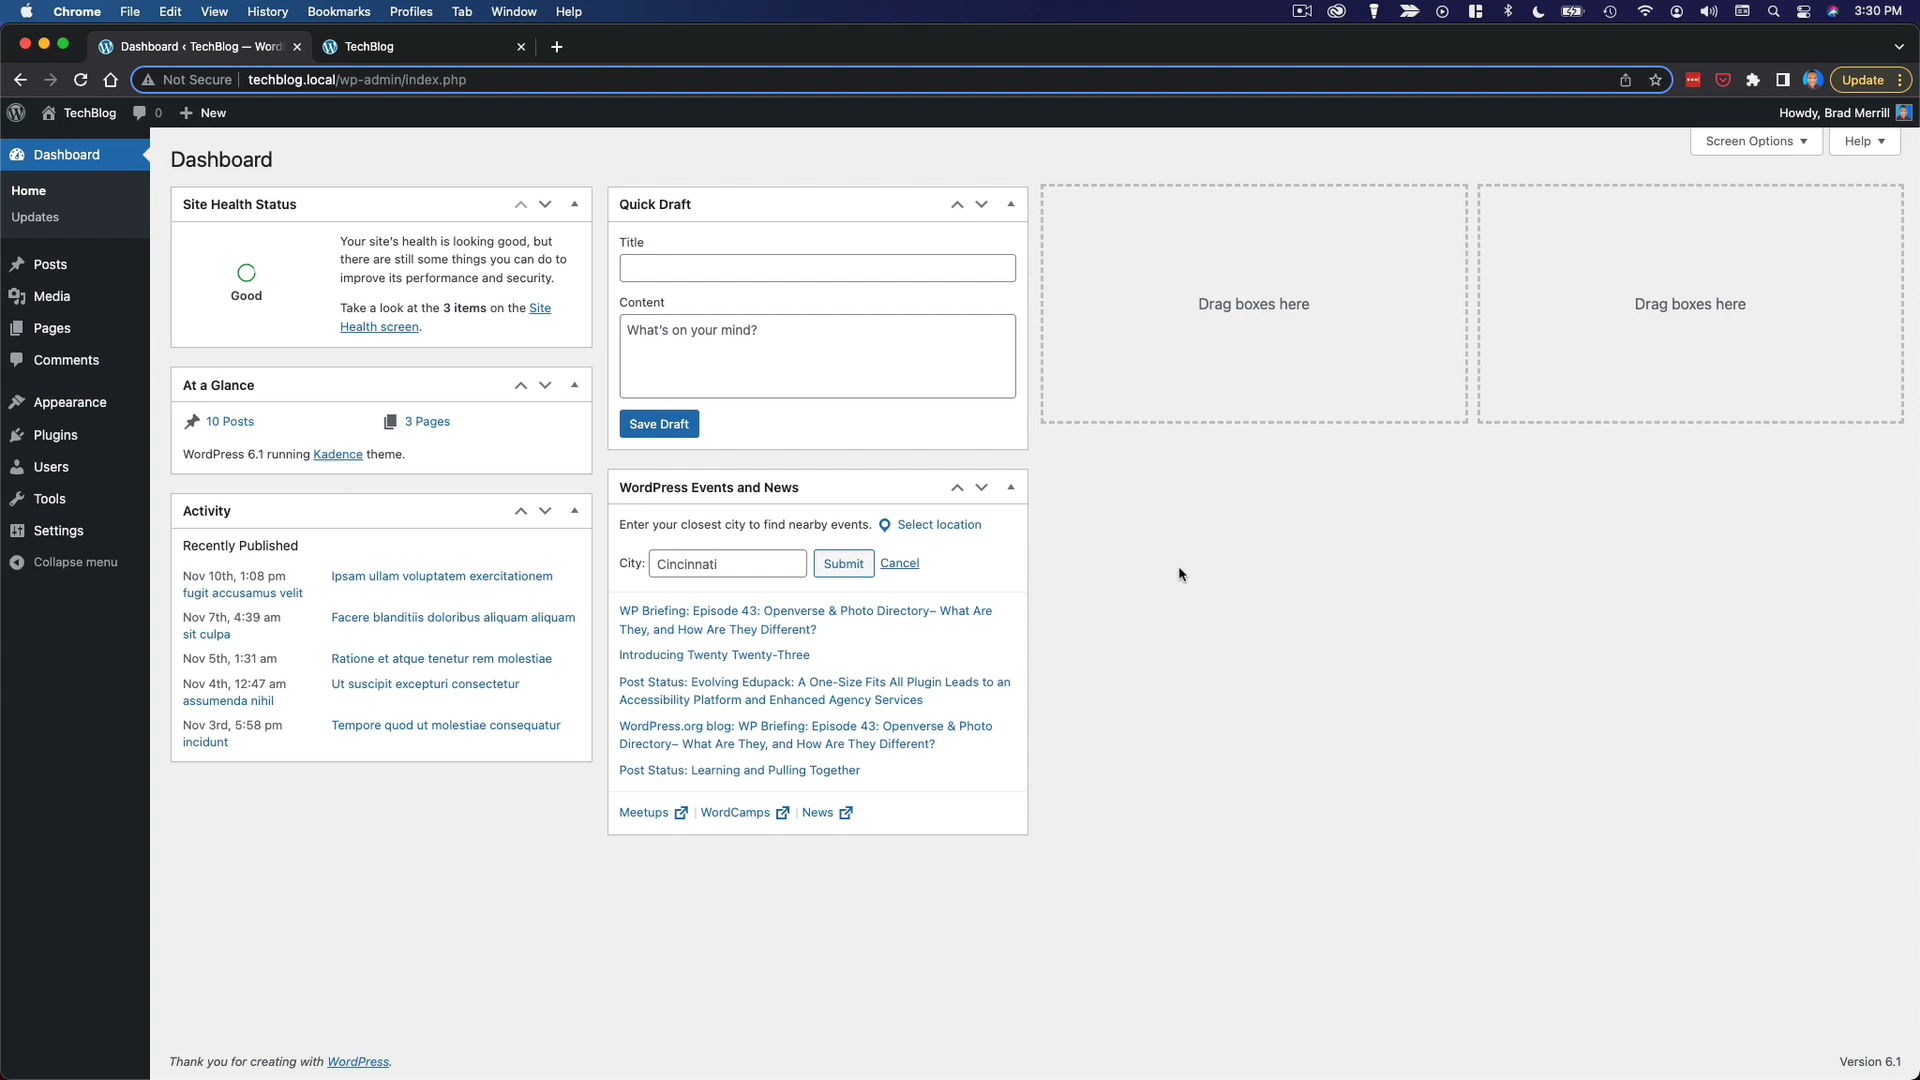 Chrome File Edit View History Bookmarks Profiles Tab Window Help 3:30 PM
Dashboard ‹ TechBlog — Word
TechBlog
Not Secure techblog.local/wp-admin/index.php Update
TechBlog 0 New Howdy, Brad Merrill
Screen Options Help
Dashboard
Home
Updates
Posts
Media
Pages
Comments
Appearance
Plugins
Users
Tools
Settings
Collapse menu
Dashboard
Site Health Status
Good
Your site's health is looking good, but
there are still some things you can do to
improve its performance and security.
Take a look at the 3 items on the Site
Health screen.
At a Glance
10 Posts 3 Pages
WordPress 6.1 running Kadence theme.
Activity
Recently Published
Nov 10th, 1:08 pm Ipsam ullam voluptatem exercitationem
fugit accusamus velit
Nov 7th, 4:39 am Facere blanditiis doloribus aliquam aliquam
sit culpa
Nov 5th, 1:31 am Ratione et atque tenetur rem molestiae
Nov 4th, 12:47 am Ut suscipit excepturi consectetur
assumenda nihil
Nov 3rd, 5:58 pm Tempore quod ut molestiae consequatur
incidunt
Quick Draft
Title
Content
What's on your mind?
Save Draft
WordPress Events and News
Enter your closest city to find nearby events. Select location
City: Cincinnati Submit Cancel
WP Briefing: Episode 43: Openverse & Photo Directory– What Are
They, and How Are They Different?
Introducing Twenty Twenty-Three
Post Status: Evolving Edupack: A One-Size Fits All Plugin Leads to an
Accessibility Platform and Enhanced Agency Services
WordPress.org blog: WP Briefing: Episode 43: Openverse & Photo
Directory– What Are They, and How Are They Different?
Post Status: Learning and Pulling Together
Meetups | WordCamps | News
Drag boxes here
Drag boxes here
Thank you for creating with WordPress.
Version 6.1